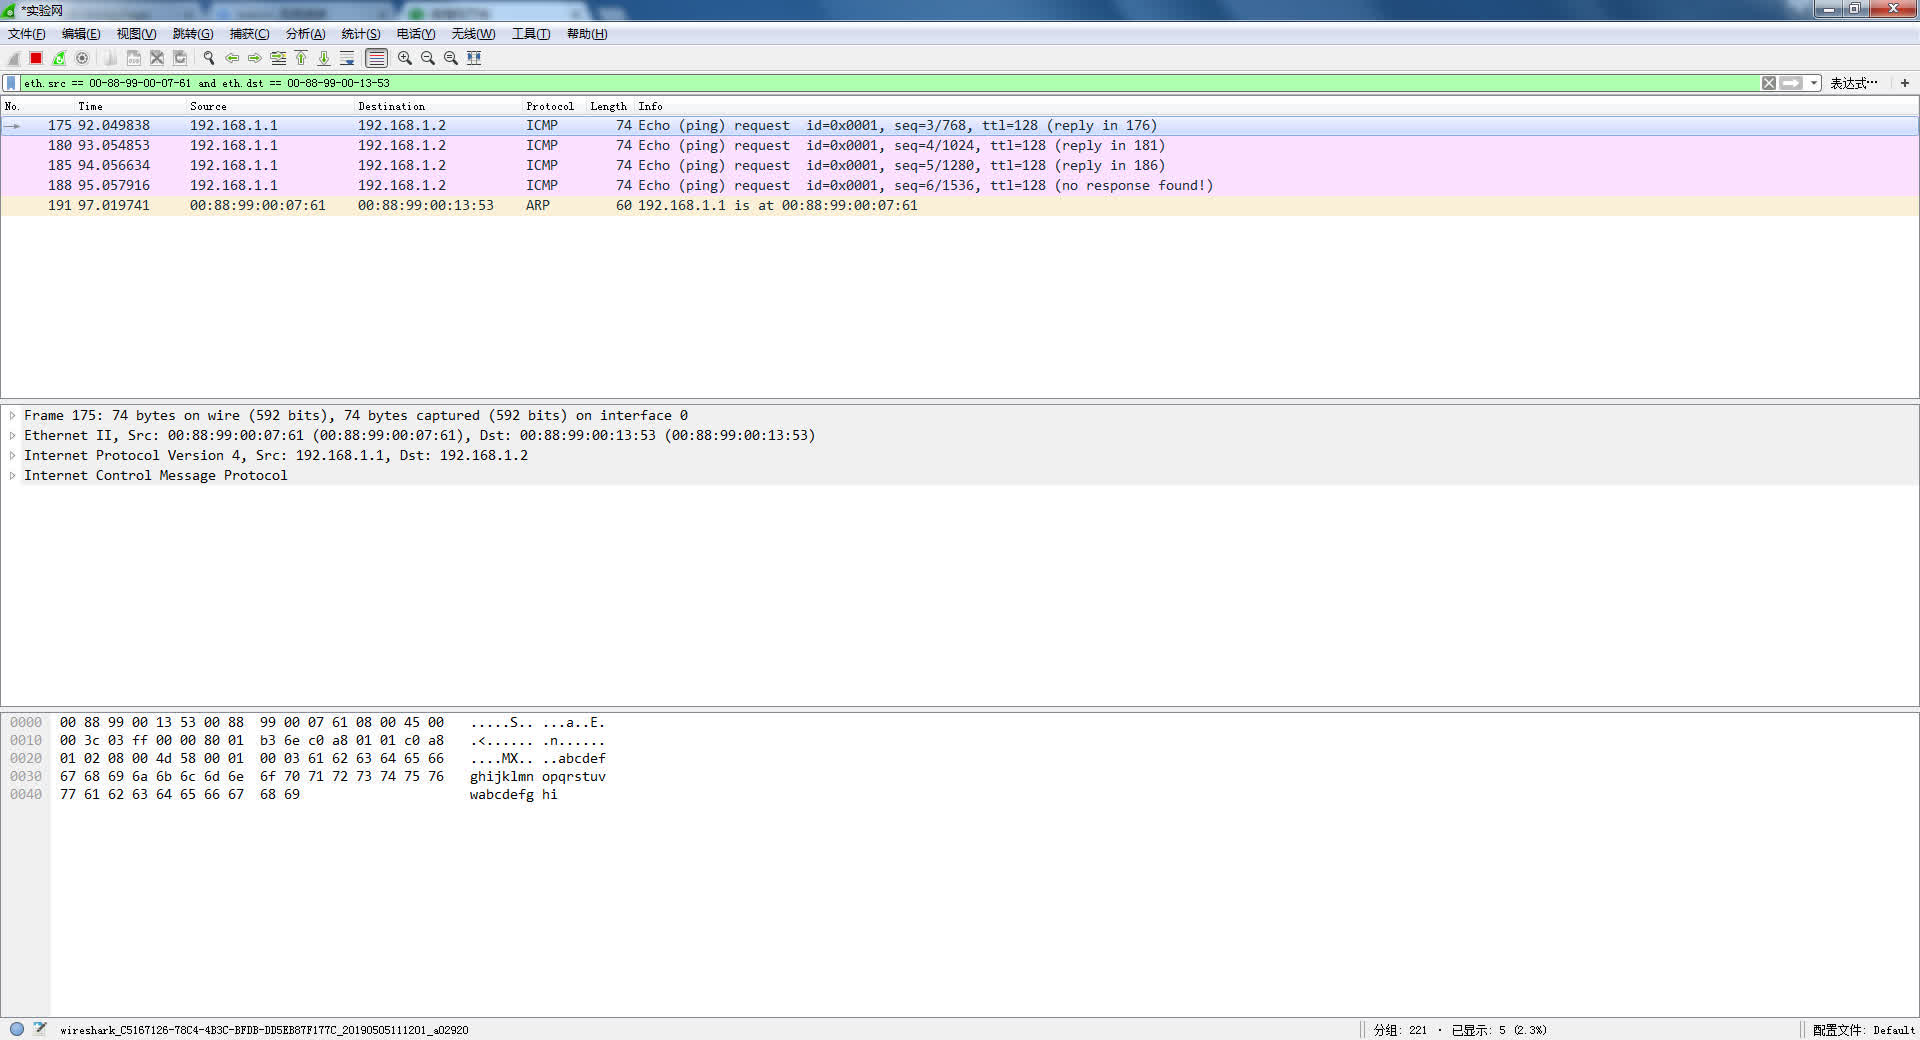 *实验网
文件(F) 编辑(E) 视图(V) 跳转(G) 捕获(C) 分析(A) 统计(S) 电话(Y) 无线(W) 工具(T) 帮助(H)
eth.src == 00-88-99-00-07-61 and eth.dst == 00-88-99-00-13-53 表达式… +
No. Time Source Destination Protocol Length Info
175 92.049838 192.168.1.1 192.168.1.2 ICMP 74 Echo (ping) request id=0x0001, seq=3/768, ttl=128 (reply in 176)
180 93.054853 192.168.1.1 192.168.1.2 ICMP 74 Echo (ping) request id=0x0001, seq=4/1024, ttl=128 (reply in 181)
185 94.056634 192.168.1.1 192.168.1.2 ICMP 74 Echo (ping) request id=0x0001, seq=5/1280, ttl=128 (reply in 186)
188 95.057916 192.168.1.1 192.168.1.2 ICMP 74 Echo (ping) request id=0x0001, seq=6/1536, ttl=128 (no response found!)
191 97.019741 00:88:99:00:07:61 00:88:99:00:13:53 ARP 60 192.168.1.1 is at 00:88:99:00:07:61
Frame 175: 74 bytes on wire (592 bits), 74 bytes captured (592 bits) on interface 0
Ethernet II, Src: 00:88:99:00:07:61 (00:88:99:00:07:61), Dst: 00:88:99:00:13:53 (00:88:99:00:13:53)
Internet Protocol Version 4, Src: 192.168.1.1, Dst: 192.168.1.2
Internet Control Message Protocol
0000 00 88 99 00 13 53 00 88 99 00 07 61 08 00 45 00 .....S.. ...a..E.
0010 00 3c 03 ff 00 00 80 01 b3 6e c0 a8 01 01 c0 a8 .<...... .n......
0020 01 02 08 00 4d 58 00 01 00 03 61 62 63 64 65 66 ....MX.. ..abcdef
0030 67 68 69 6a 6b 6c 6d 6e 6f 70 71 72 73 74 75 76 ghijklmn opqrstuv
0040 77 61 62 63 64 65 66 67 68 69 wabcdefg hi
wireshark_C5167126-78C4-4B3C-BFDB-DD5EB87F177C_20190505111201_a02920 分组: 221 · 已显示: 5 (2.3%) 配置文件: Default